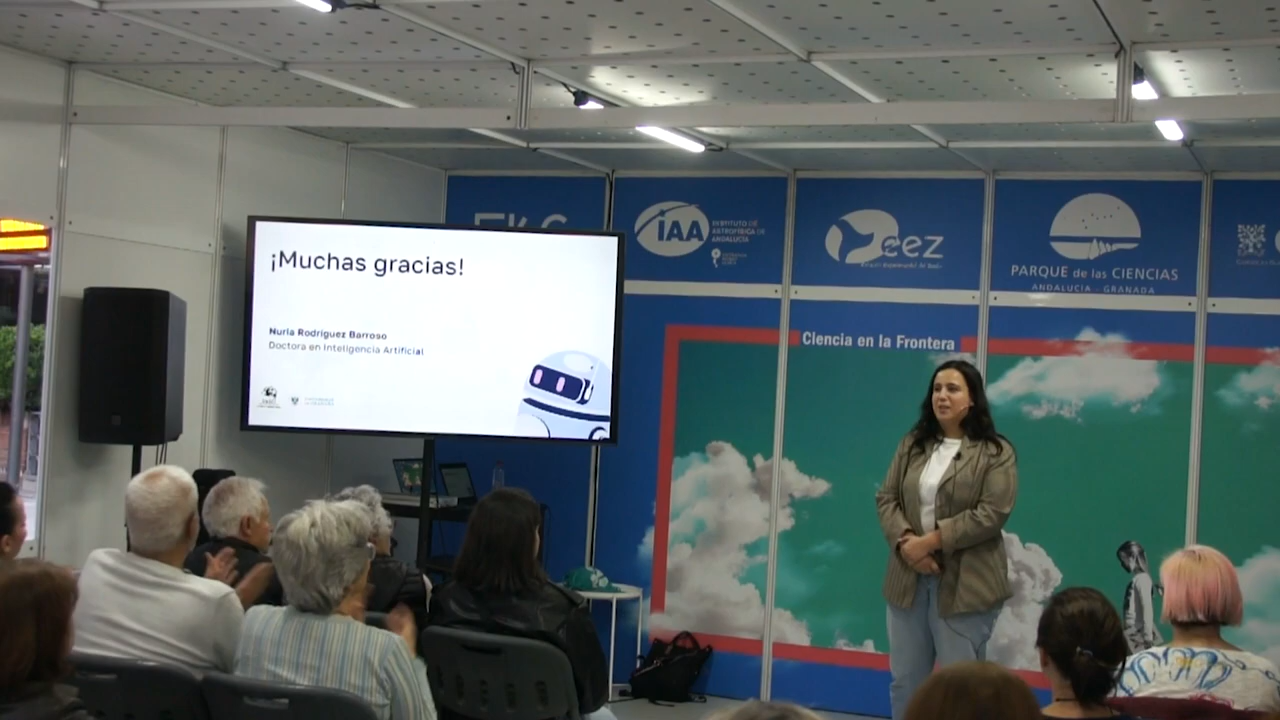 ¡Muchas gracias!
Nuria Rodríguez Barroso
Doctora en Inteligencia Artificial
iAA
INSTITUTO DE
ASTROFÍSICA DE
ANDALUCÍA
eez
PARQUE de las CIENCIAS
ANDALUCÍA - GRANADA
Ciencia en la Frontera